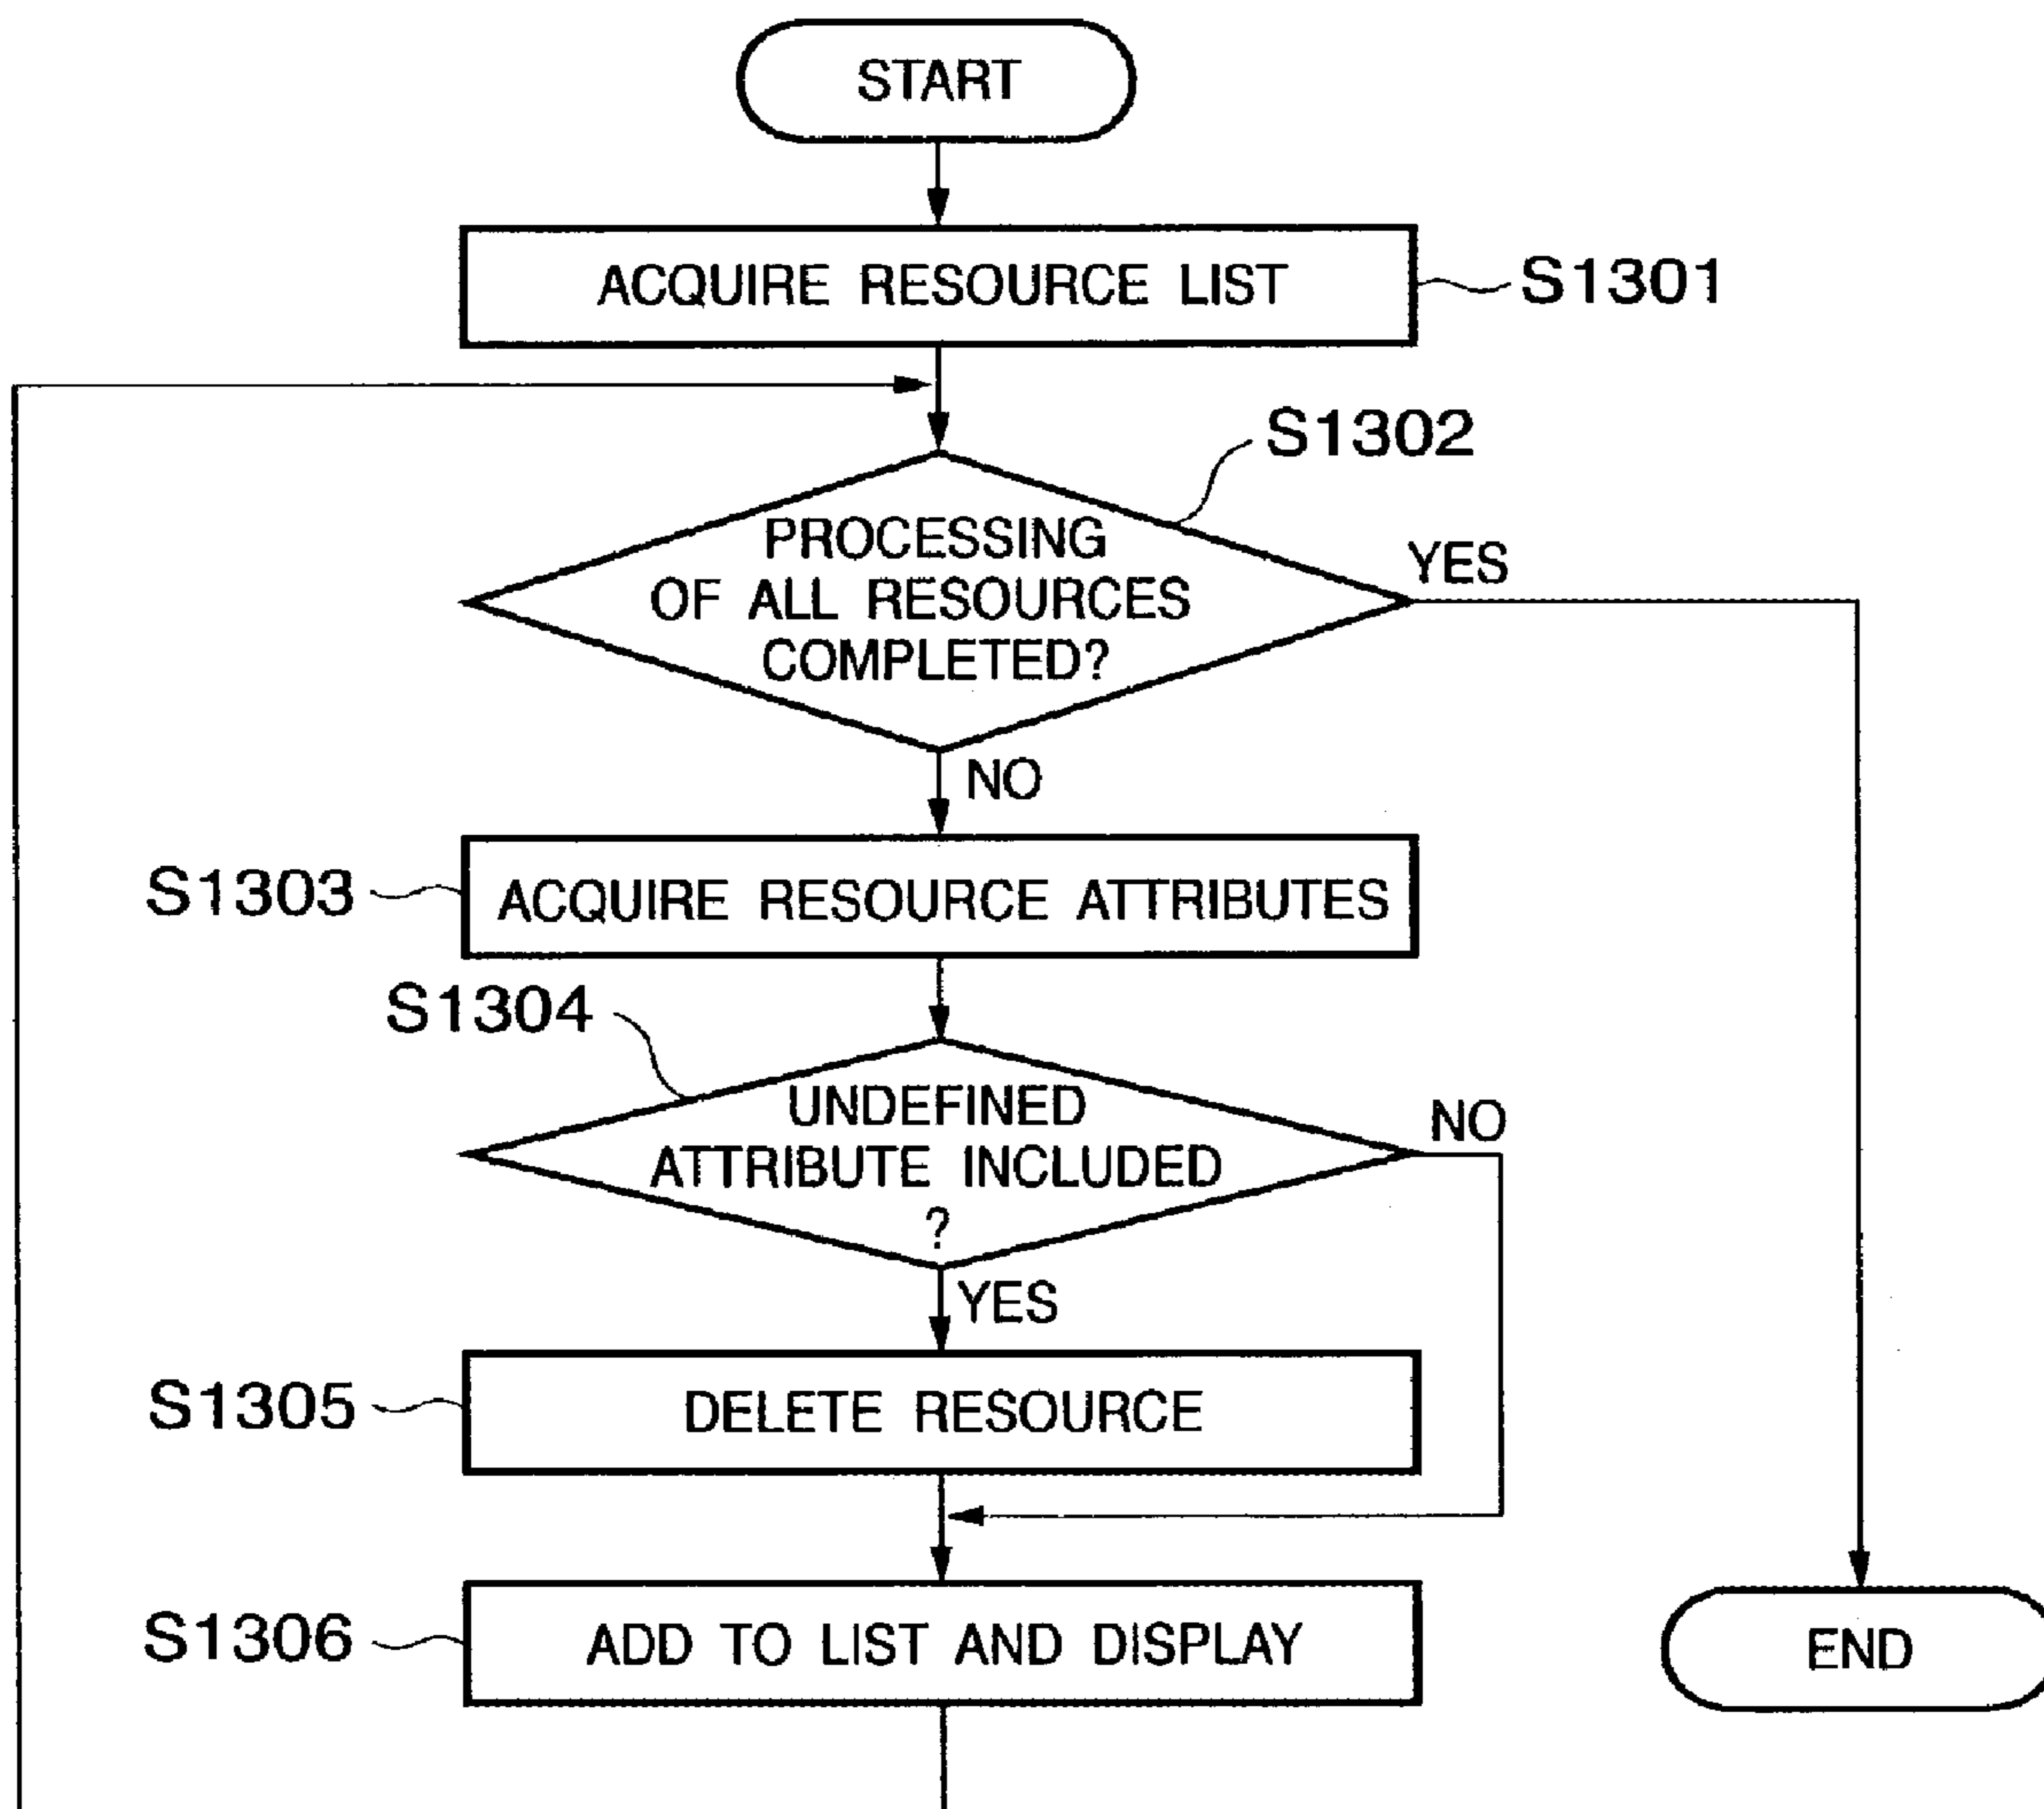 START
ACQUIRE RESOURCE LIST
S1301
S1302
PROCESSING
OF ALL RESOURCES
COMPLETED?
YES
NO
S1303
ACQUIRE RESOURCE ATTRIBUTES
S1304
UNDEFINED
ATTRIBUTE INCLUDED
?
NO
YES
S1305
DELETE RESOURCE
S1306
ADD TO LIST AND DISPLAY
END